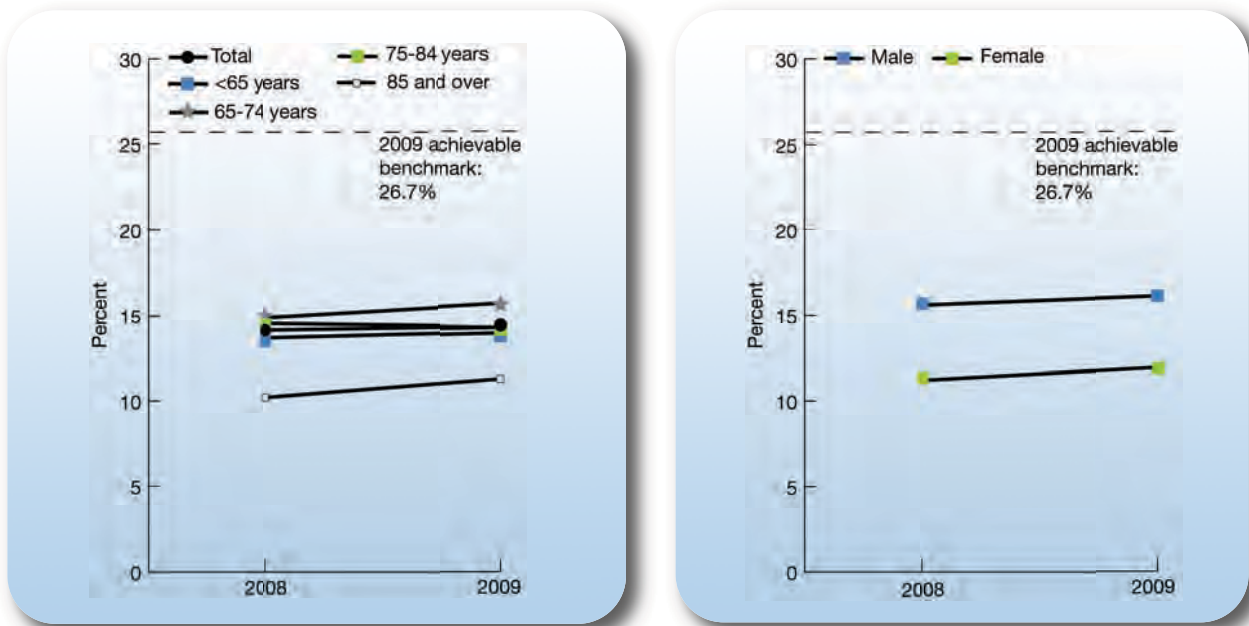 Total
75-84 years
<65 years
85 and over
65-74 years
30
25
20
15
10
5
0
Percent
2009 achievable
benchmark:
26.7%
2008
2009
Male
Female
30
25
20
15
10
5
0
Percent
2009 achievable
benchmark:
26.7%
2008
2009